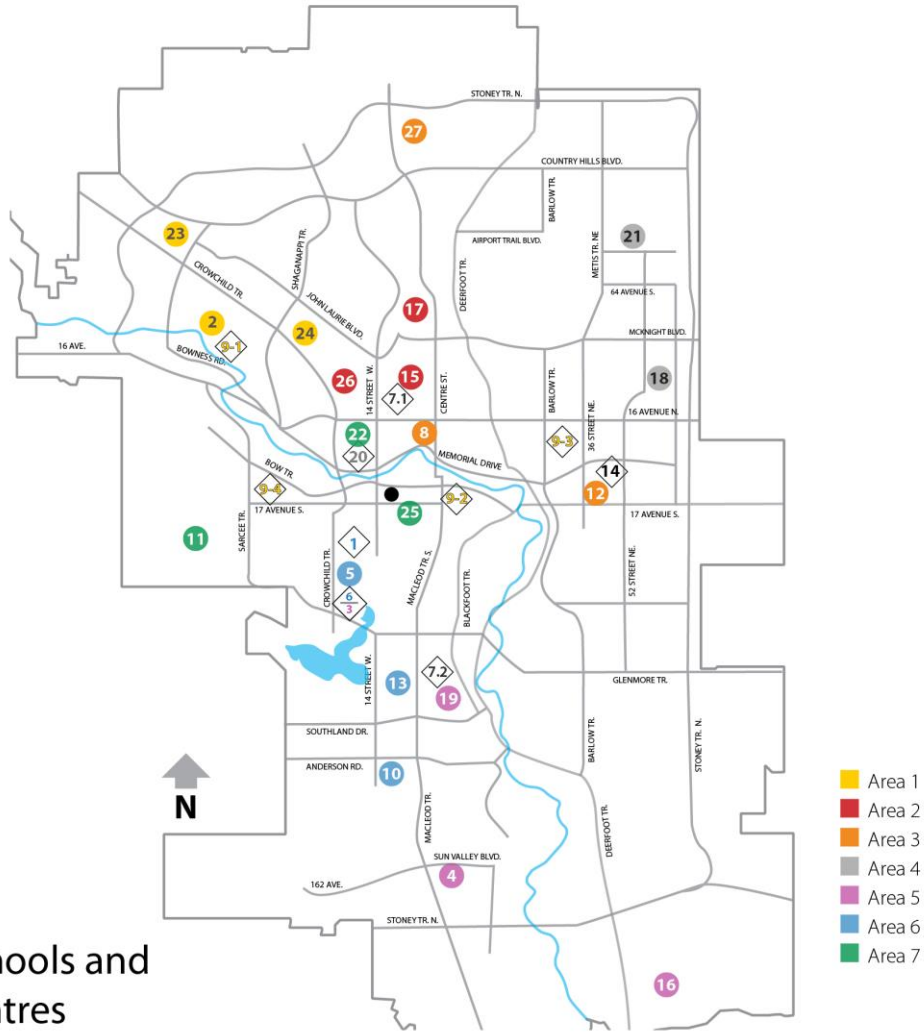 STONEY TR. N.
27
COUNTRY HILLS BLVD.
BARLOW TR.
METIS TR. NE
21
23
SHAGANAPPI TR.
AIRPORT TRAIL BLVD.
CROWCHILD TR.
DEERFOOT TR.
64 AVENUE S.
JOHN LAURIE BLVD.
17
2
24
MCKNIGHT BLVD.
9-1
16 AVE.
BOWNESS RD.
14 STREET W.
26
15
7.1
CENTRE ST.
BARLOW TR.
18
36 STREET NE.
16 AVENUE N.
22
8
9-3
20
MEMORIAL DRIVE
BOW TR.
14
9-4
9-2
12
17 AVENUE S.
25
17 AVENUE S.
SARCEE TR.
11
1
CROWCHILD TR.
5
MACLEOD TR. S.
BLACKFOOT TR.
52 STREET NE.
6
3
14 STREET W.
13
7.2
19
GLENMORE TR.
SOUTHLAND DR.
BARLOW TR.
STONEY TR. N.
ANDERSON RD.
10
N
MACLEOD TR.
DEERFOOT TR.
SUN VALLEY BLVD.
4
162 AVE.
STONEY TR. N.
16
Area 1
Area 2
Area 3
Area 4
Area 5
Area 6
Area 7
hools and
ntres